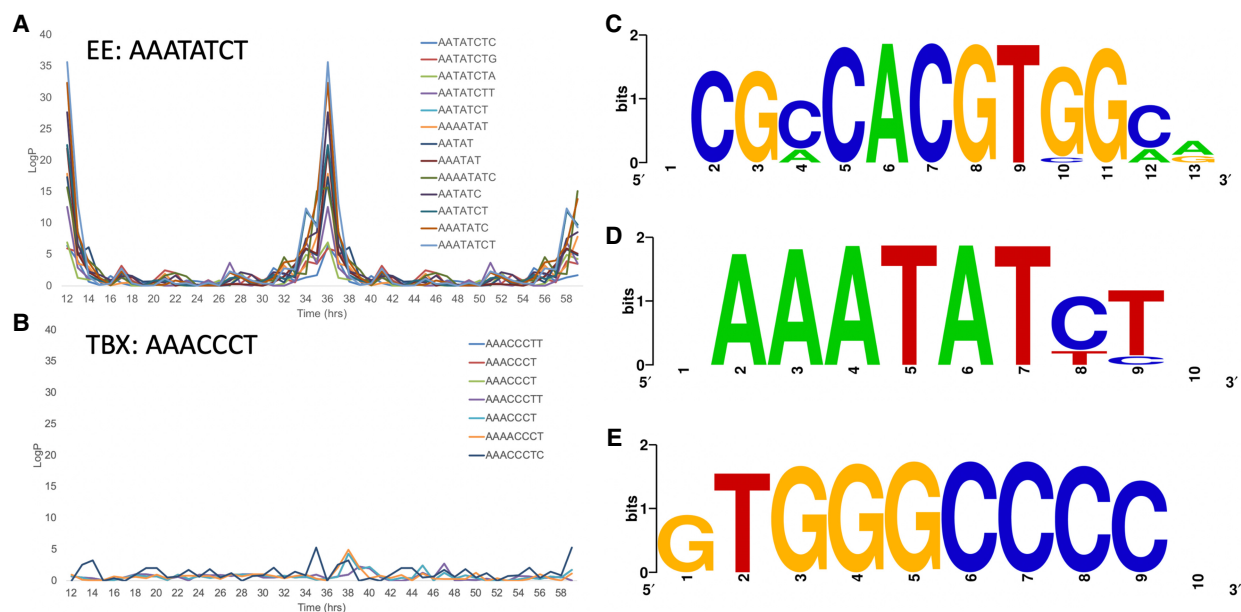 A
EE: AAATATCT
40
35
30
25
20
15
10
5
0
LogP
12 14 16 18 20 22 24 26 28 30 32 34 36 38 40 42 44 46 48 50 52 54 56 58
Time (hrs)
AATATCTC
AATATCTG
AATATCTA
AATATCTT
AATATCT
AAAATAT
AATAT
AAATAT
AAAATATC
AATATC
AATATCT
AAATATC
AAATATCT
B
TBX: AAACCCT
40
35
30
25
20
15
10
5
0
LogP
12 14 16 18 20 22 24 26 28 30 32 34 36 38 40 42 44 46 48 50 52 54 56 58
Time (hrs)
AAACCCTT
AAACCCT
AAACCCT
AAACCCTT
AAACCCT
AAAACCCT
AAACCCTC
C
2
1
0
bits
CGCCACGTGGCA
A C A G
1 2 3 4 5 6 7 8 9 10 11 12 13
5′ 3′
D
2
1
0
bits
AAATATCT
T C
1 2 3 4 5 6 7 8 9 10
5′ 3′
E
2
1
0
bits
GTGGGCCCC
1 2 3 4 5 6 7 8 9 10
5′ 3′